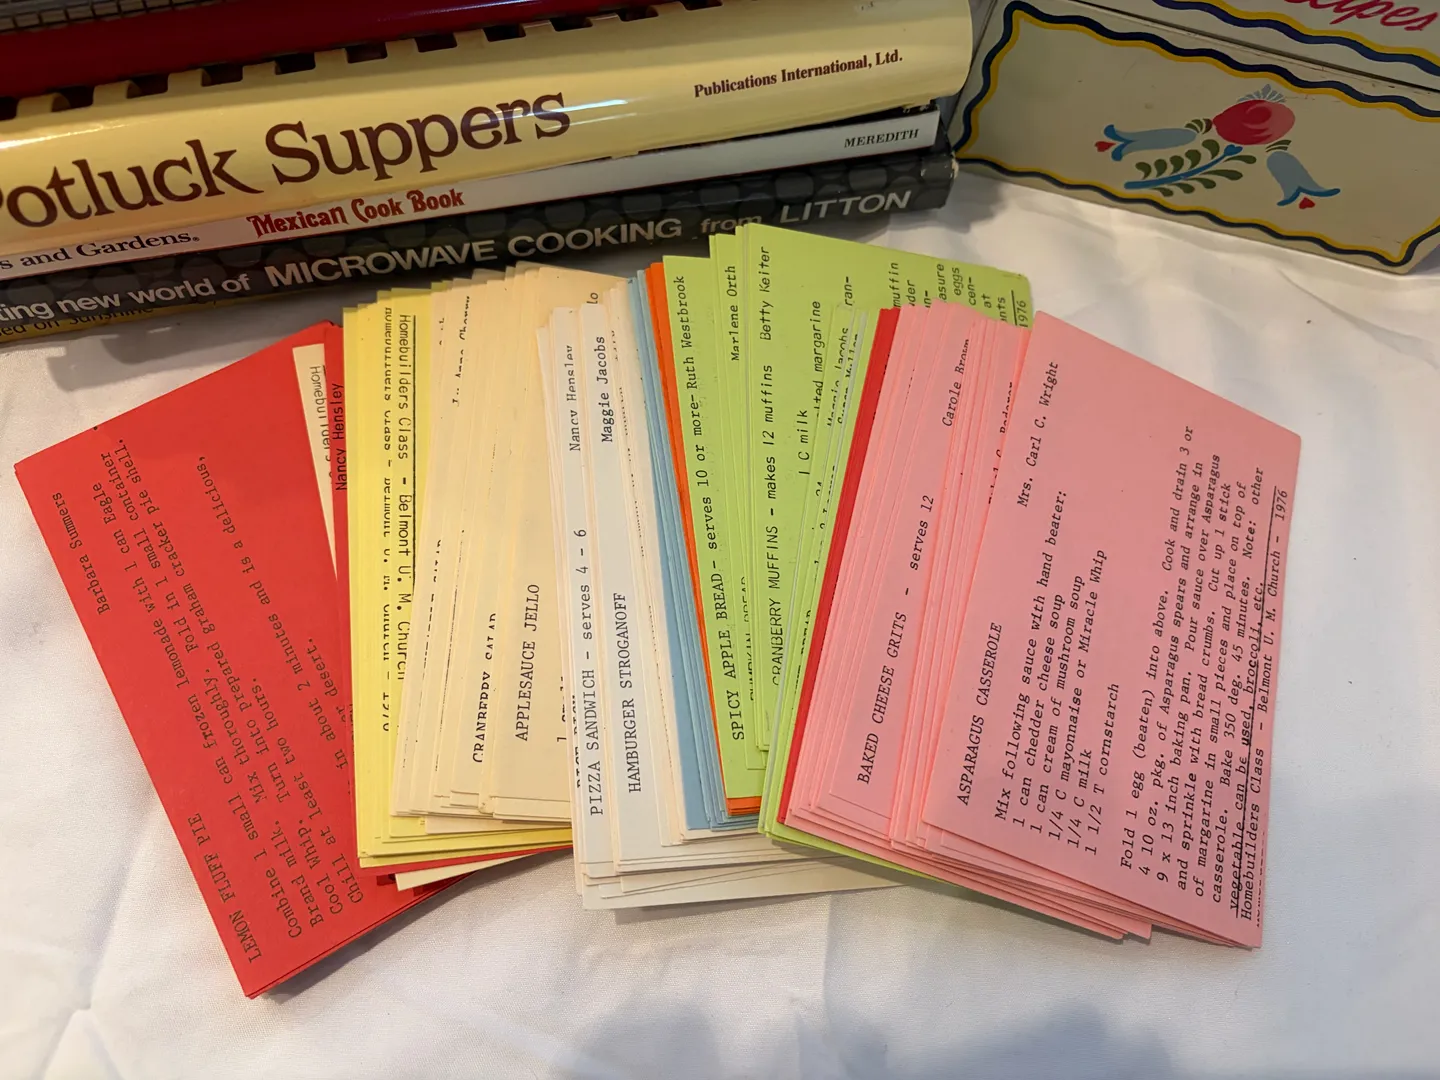 Potluck Suppers
Publications International, Ltd.
and Gardens®
Mexican Cook Book
MEREDITH
new world of MICROWAVE COOKING from LITTON
LEMON FLUFF PIE Barbara Summers
Combine 1 small can frozen lemonade with 1 can Eagle
Brand milk. Mix thoroughly. Fold in 1 small container
Cool Whip. Turn into prepared graham cracker pie shell.
Chill at least two hours.
in about 2 minutes and is a delicious,
desert.
Nancy Hensley
Homebuilders Class - Belmont U. M. Church
CRANBERRY SALAD
APPLESAUCE JELLO
PIZZA SANDWICH - serves 4 - 6 Nancy Hensley
HAMBURGER STROGANOFF Maggie Jacobs
SPICY APPLE BREAD - serves 10 or more- Ruth Westbrook
Marlene Orth
CRANBERRY MUFFINS - makes 12 muffins Betty Keiter
1 C milk
margarine
muffin
eggs
cen-
at
1976
BAKED CHEESE GRITS - serves 12 Carole Brown
ASPARAGUS CASSEROLE Mrs. Carl C. Wright
Mix following sauce with hand beater:
1 can chedder cheese soup
1 can cream of mushroom soup
1/4 C mayonnaise or Miracle Whip
1/4 C milk
1 1/2 T cornstarch
Fold 1 egg (beaten) into above. Cook and drain 3 or
4 10 oz. pkg. of Asparagus spears and arrange in
9 x 13 inch baking pan. Pour sauce over Asparagus
and sprinkle with bread crumbs. Cut up 1 stick
of margarine in small pieces and place on top of
casserole. Bake 350 deg. 45 minutes. Note: other
vegetable can be used, broccoli, etc.
Homebuilders Class - Belmont U. M. Church - 1976